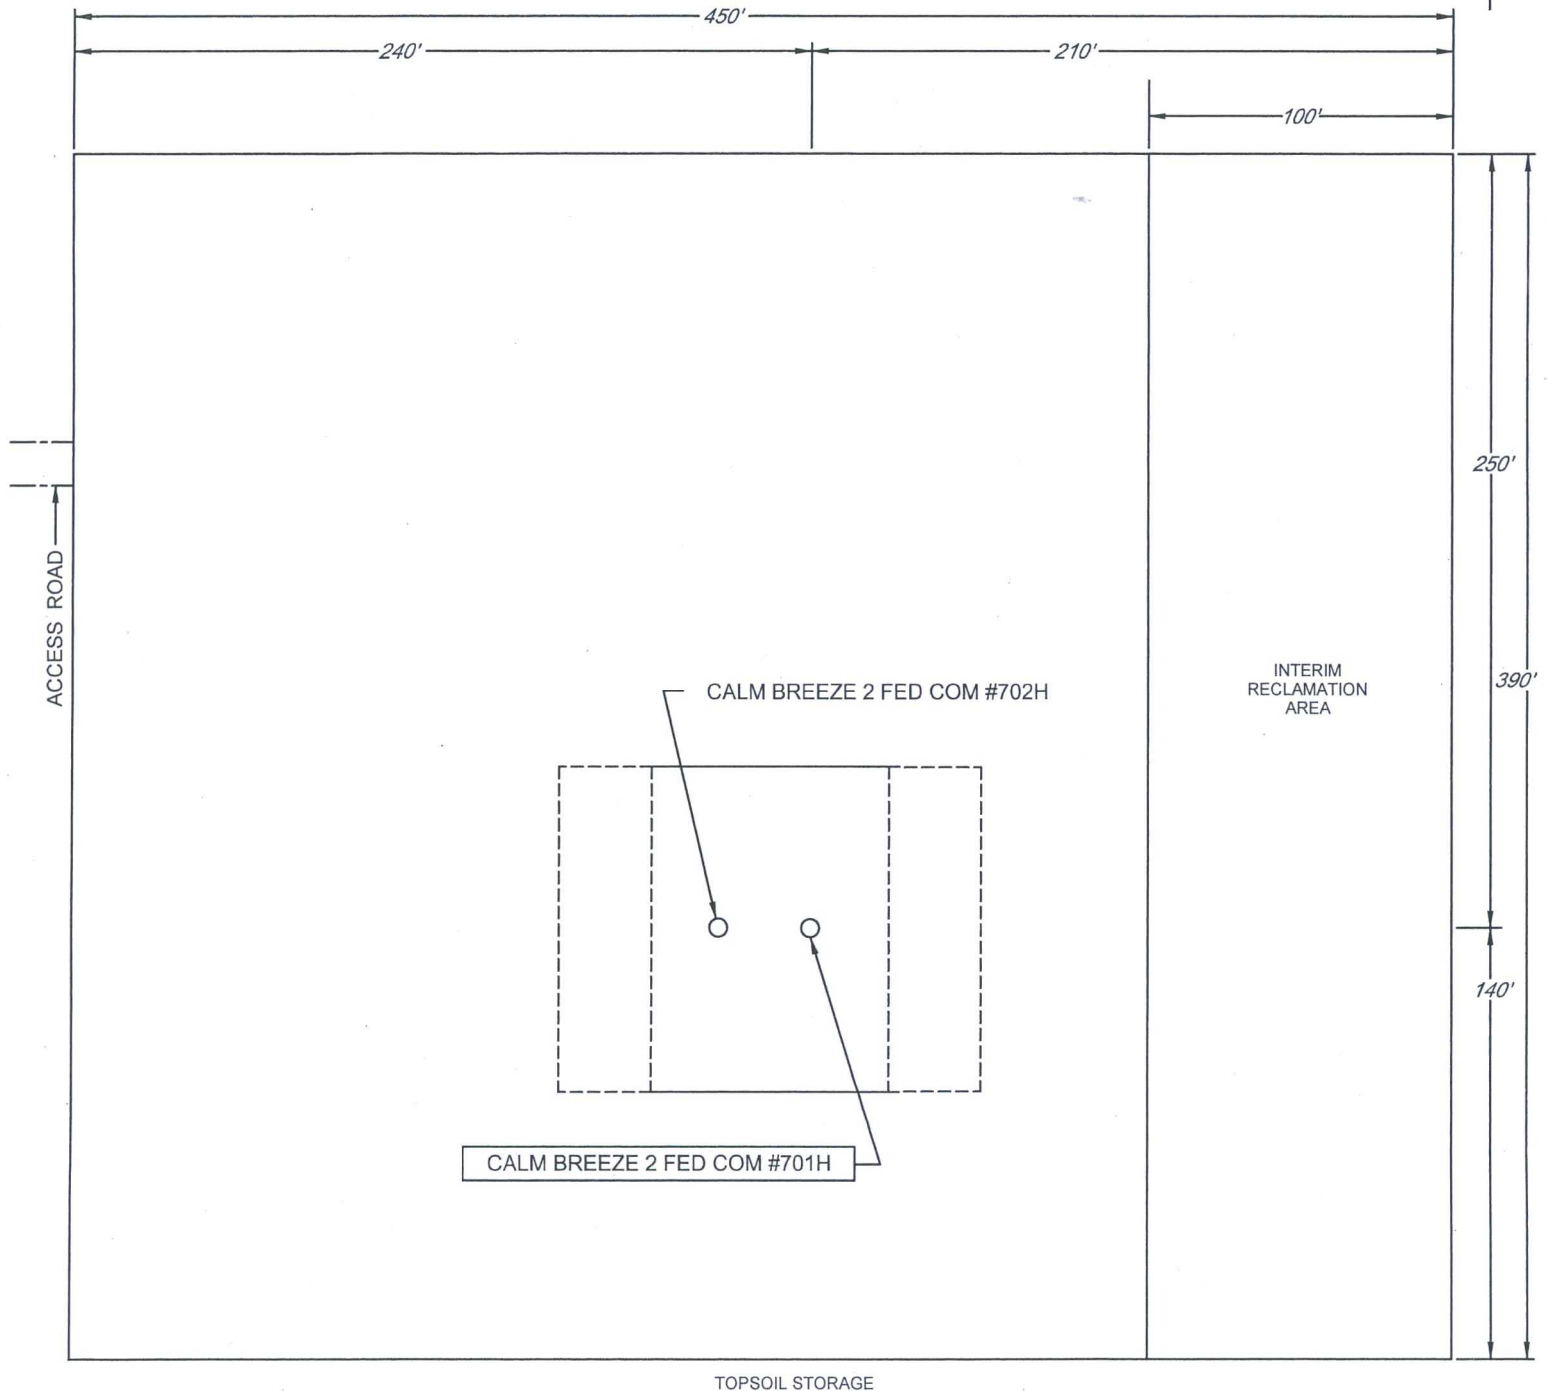 450'
240'
210'
100'
250'
ACCESS ROAD
INTERIM
RECLAMATION
AREA
390'
CALM BREEZE 2 FED COM #702H
140'
CALM BREEZE 2 FED COM #701H
TOPSOIL STORAGE